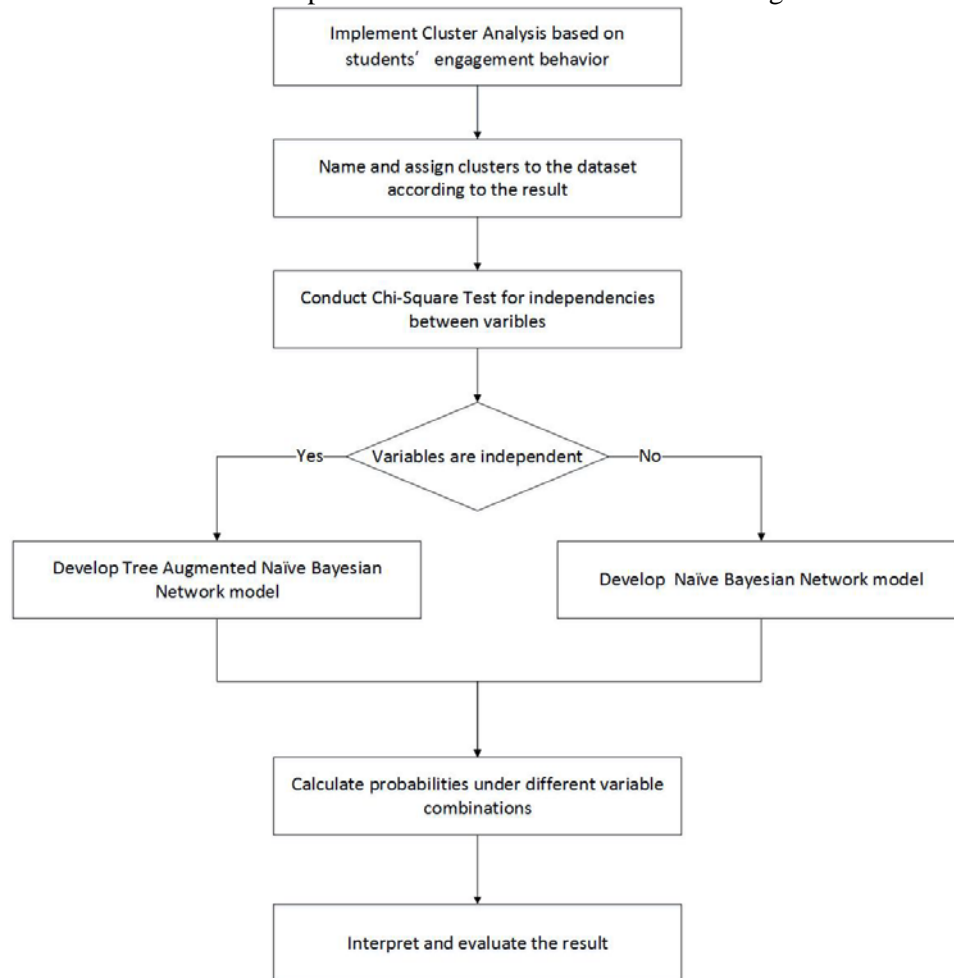 Implement Cluster Analysis based on
students' engagement behavior
Name and assign clusters to the dataset
according to the result
Conduct Chi-Square Test for independencies
between varibles
Variables are independent
Yes
No
Develop Tree Augmented Naïve Bayesian
Network model
Develop Naïve Bayesian Network model
Calculate probabilities under different variable
combinations
Interpret and evaluate the result